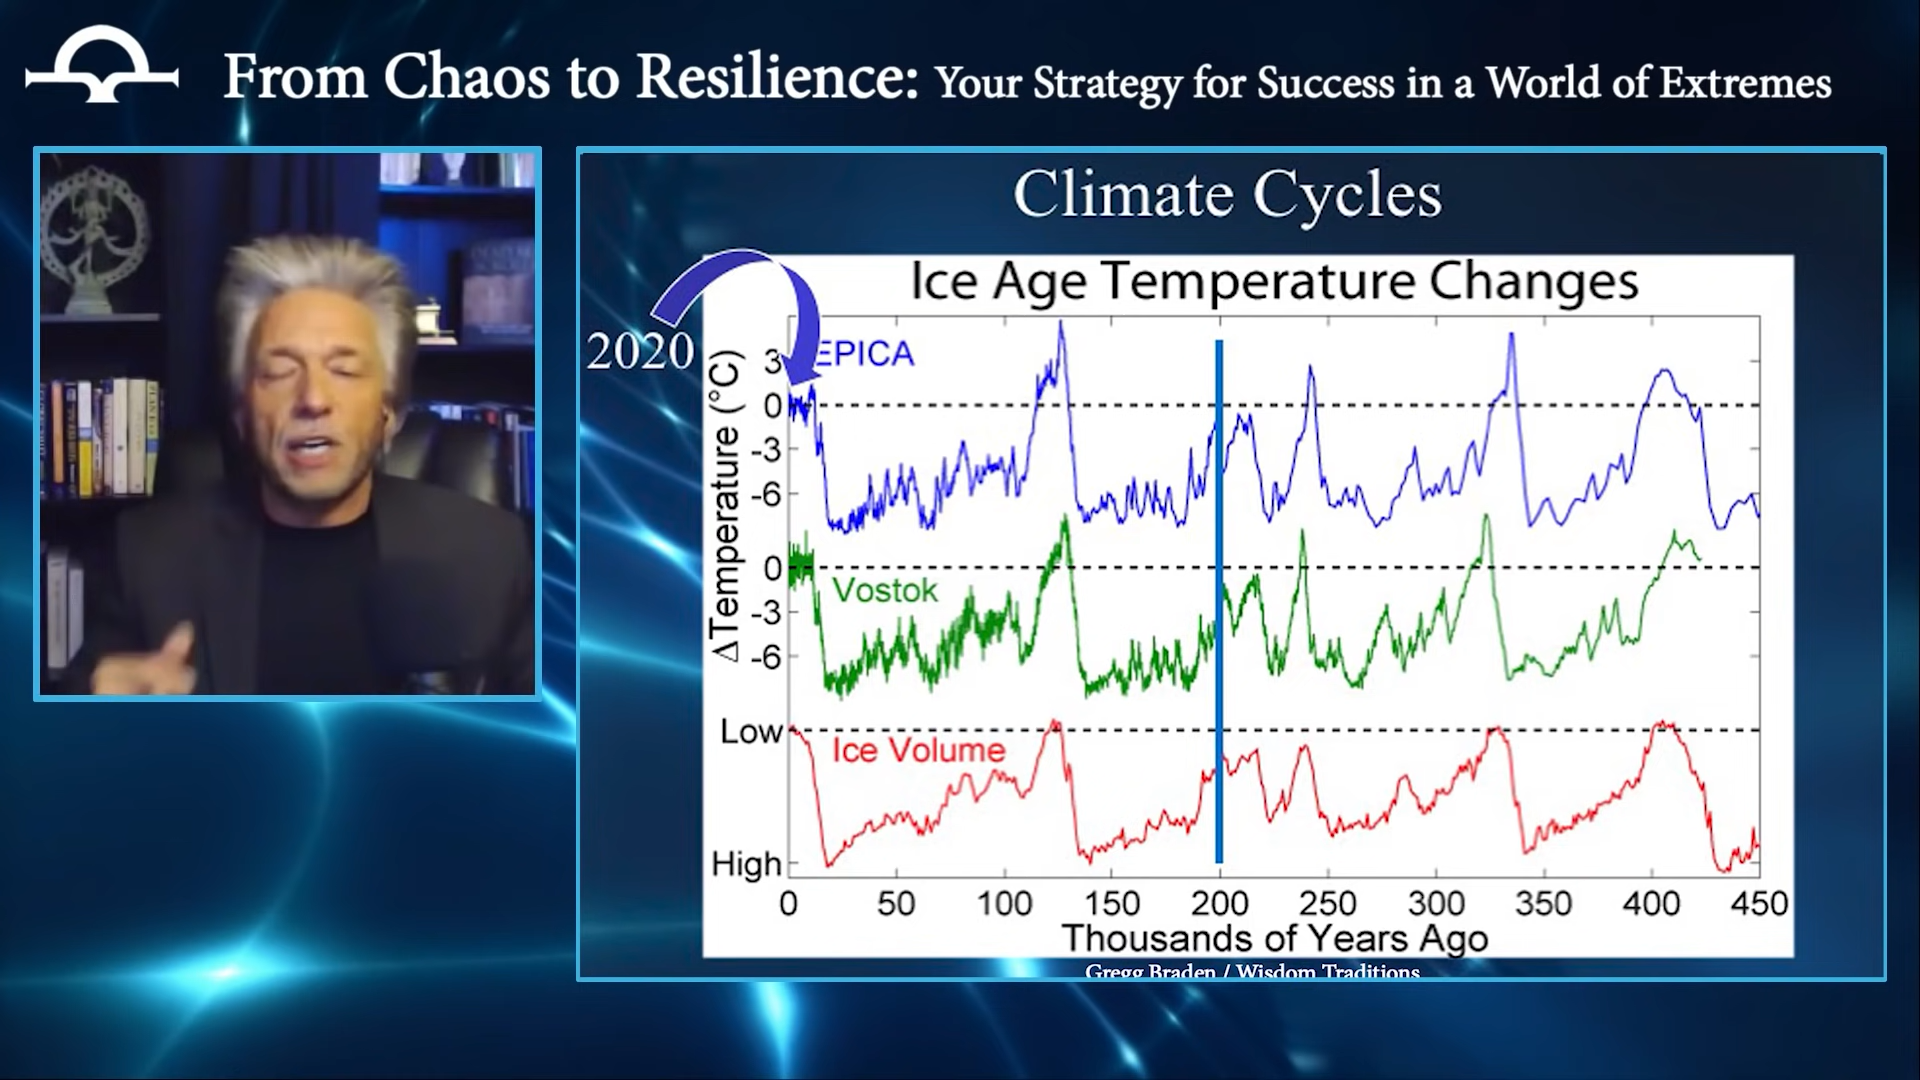 From Chaos to Resilience: Your Strategy for Success in a World of Extremes
Climate Cycles
Ice Age Temperature Changes
2020
EPICA
3
0
-3
-6
ΔTemperature (°C)
Vostok
0
-3
-6
Low
Ice Volume
High
0 50 100 150 200 250 300 350 400 450
Thousands of Years Ago
Gregg Braden / Wisdom Traditions